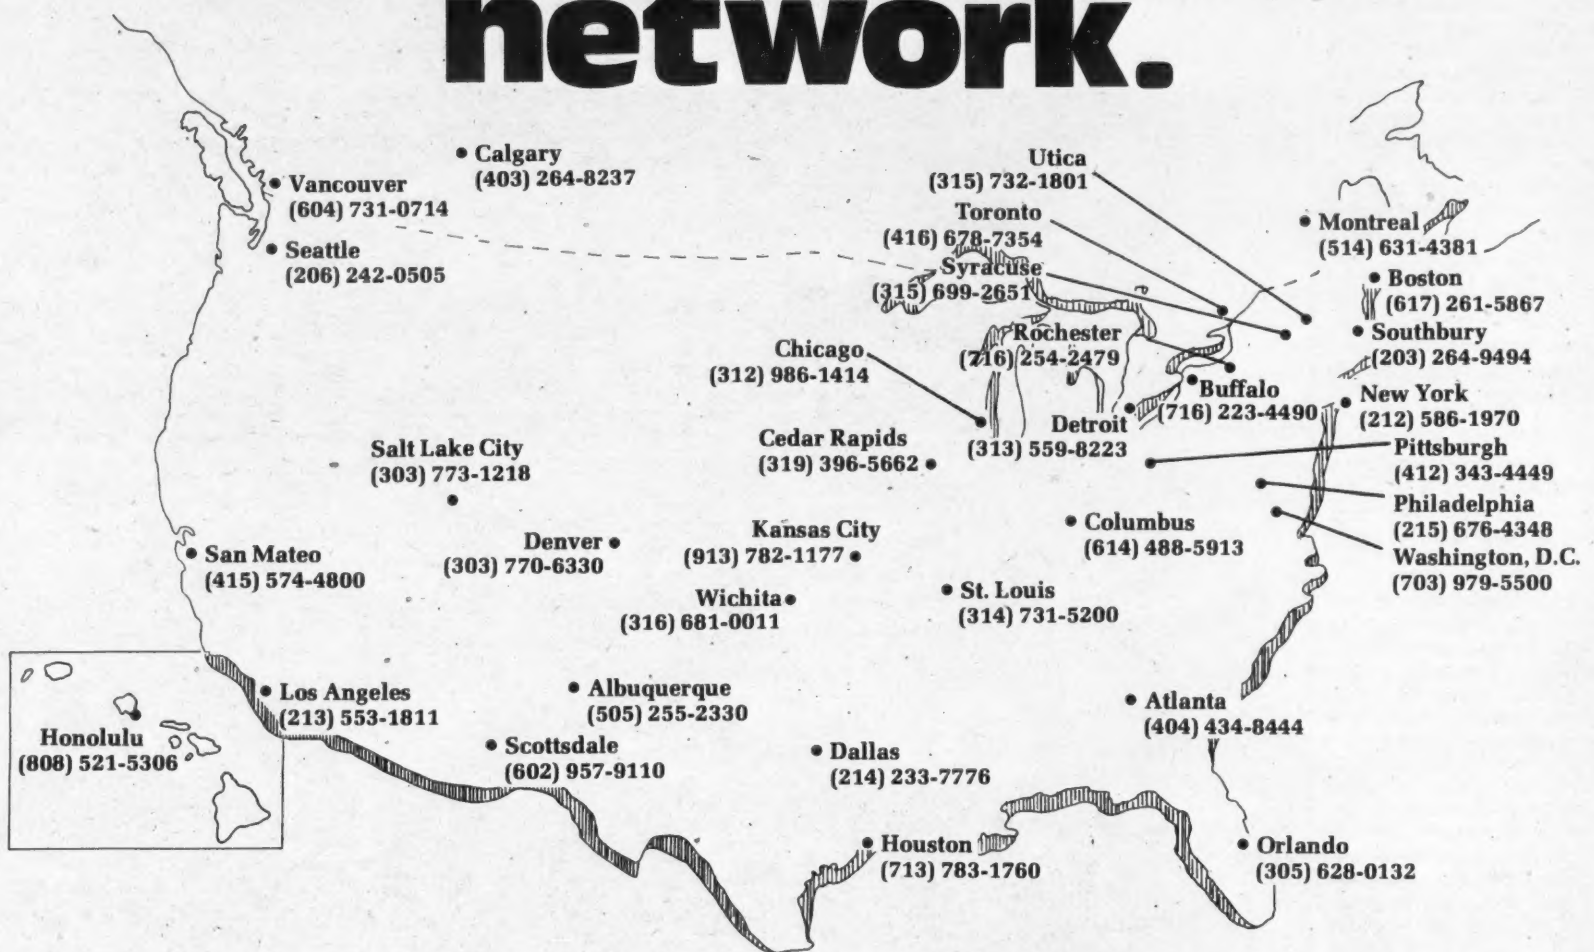 network.
Calgary
(403) 264-8237
Vancouver
(604) 731-0714
Seattle
(206) 242-0505
Utica
(315) 732-1801
Toronto
(416) 678-7354
Syracuse
(315) 699-2651
Rochester
(716) 254-2479
Montreal
(514) 631-4381
Boston
(617) 261-5867
Southbury
(203) 264-9494
Chicago
(312) 986-1414
Buffalo
(716) 223-4490
New York
(212) 586-1970
Detroit
(313) 559-8223
Pittsburgh
(412) 343-4449
Philadelphia
(215) 676-4348
Washington, D.C.
(703) 979-5500
Salt Lake City
(303) 773-1218
Cedar Rapids
(319) 396-5662
San Mateo
(415) 574-4800
Denver
(303) 770-6330
Kansas City
(913) 782-1177
Columbus
(614) 488-5913
Wichita
(316) 681-0011
St. Louis
(314) 731-5200
Los Angeles
(213) 553-1811
Albuquerque
(505) 255-2330
Atlanta
(404) 434-8444
Honolulu
(808) 521-5306
Scottsdale
(602) 957-9110
Dallas
(214) 233-7776
Houston
(713) 783-1760
Orlando
(305) 628-0132